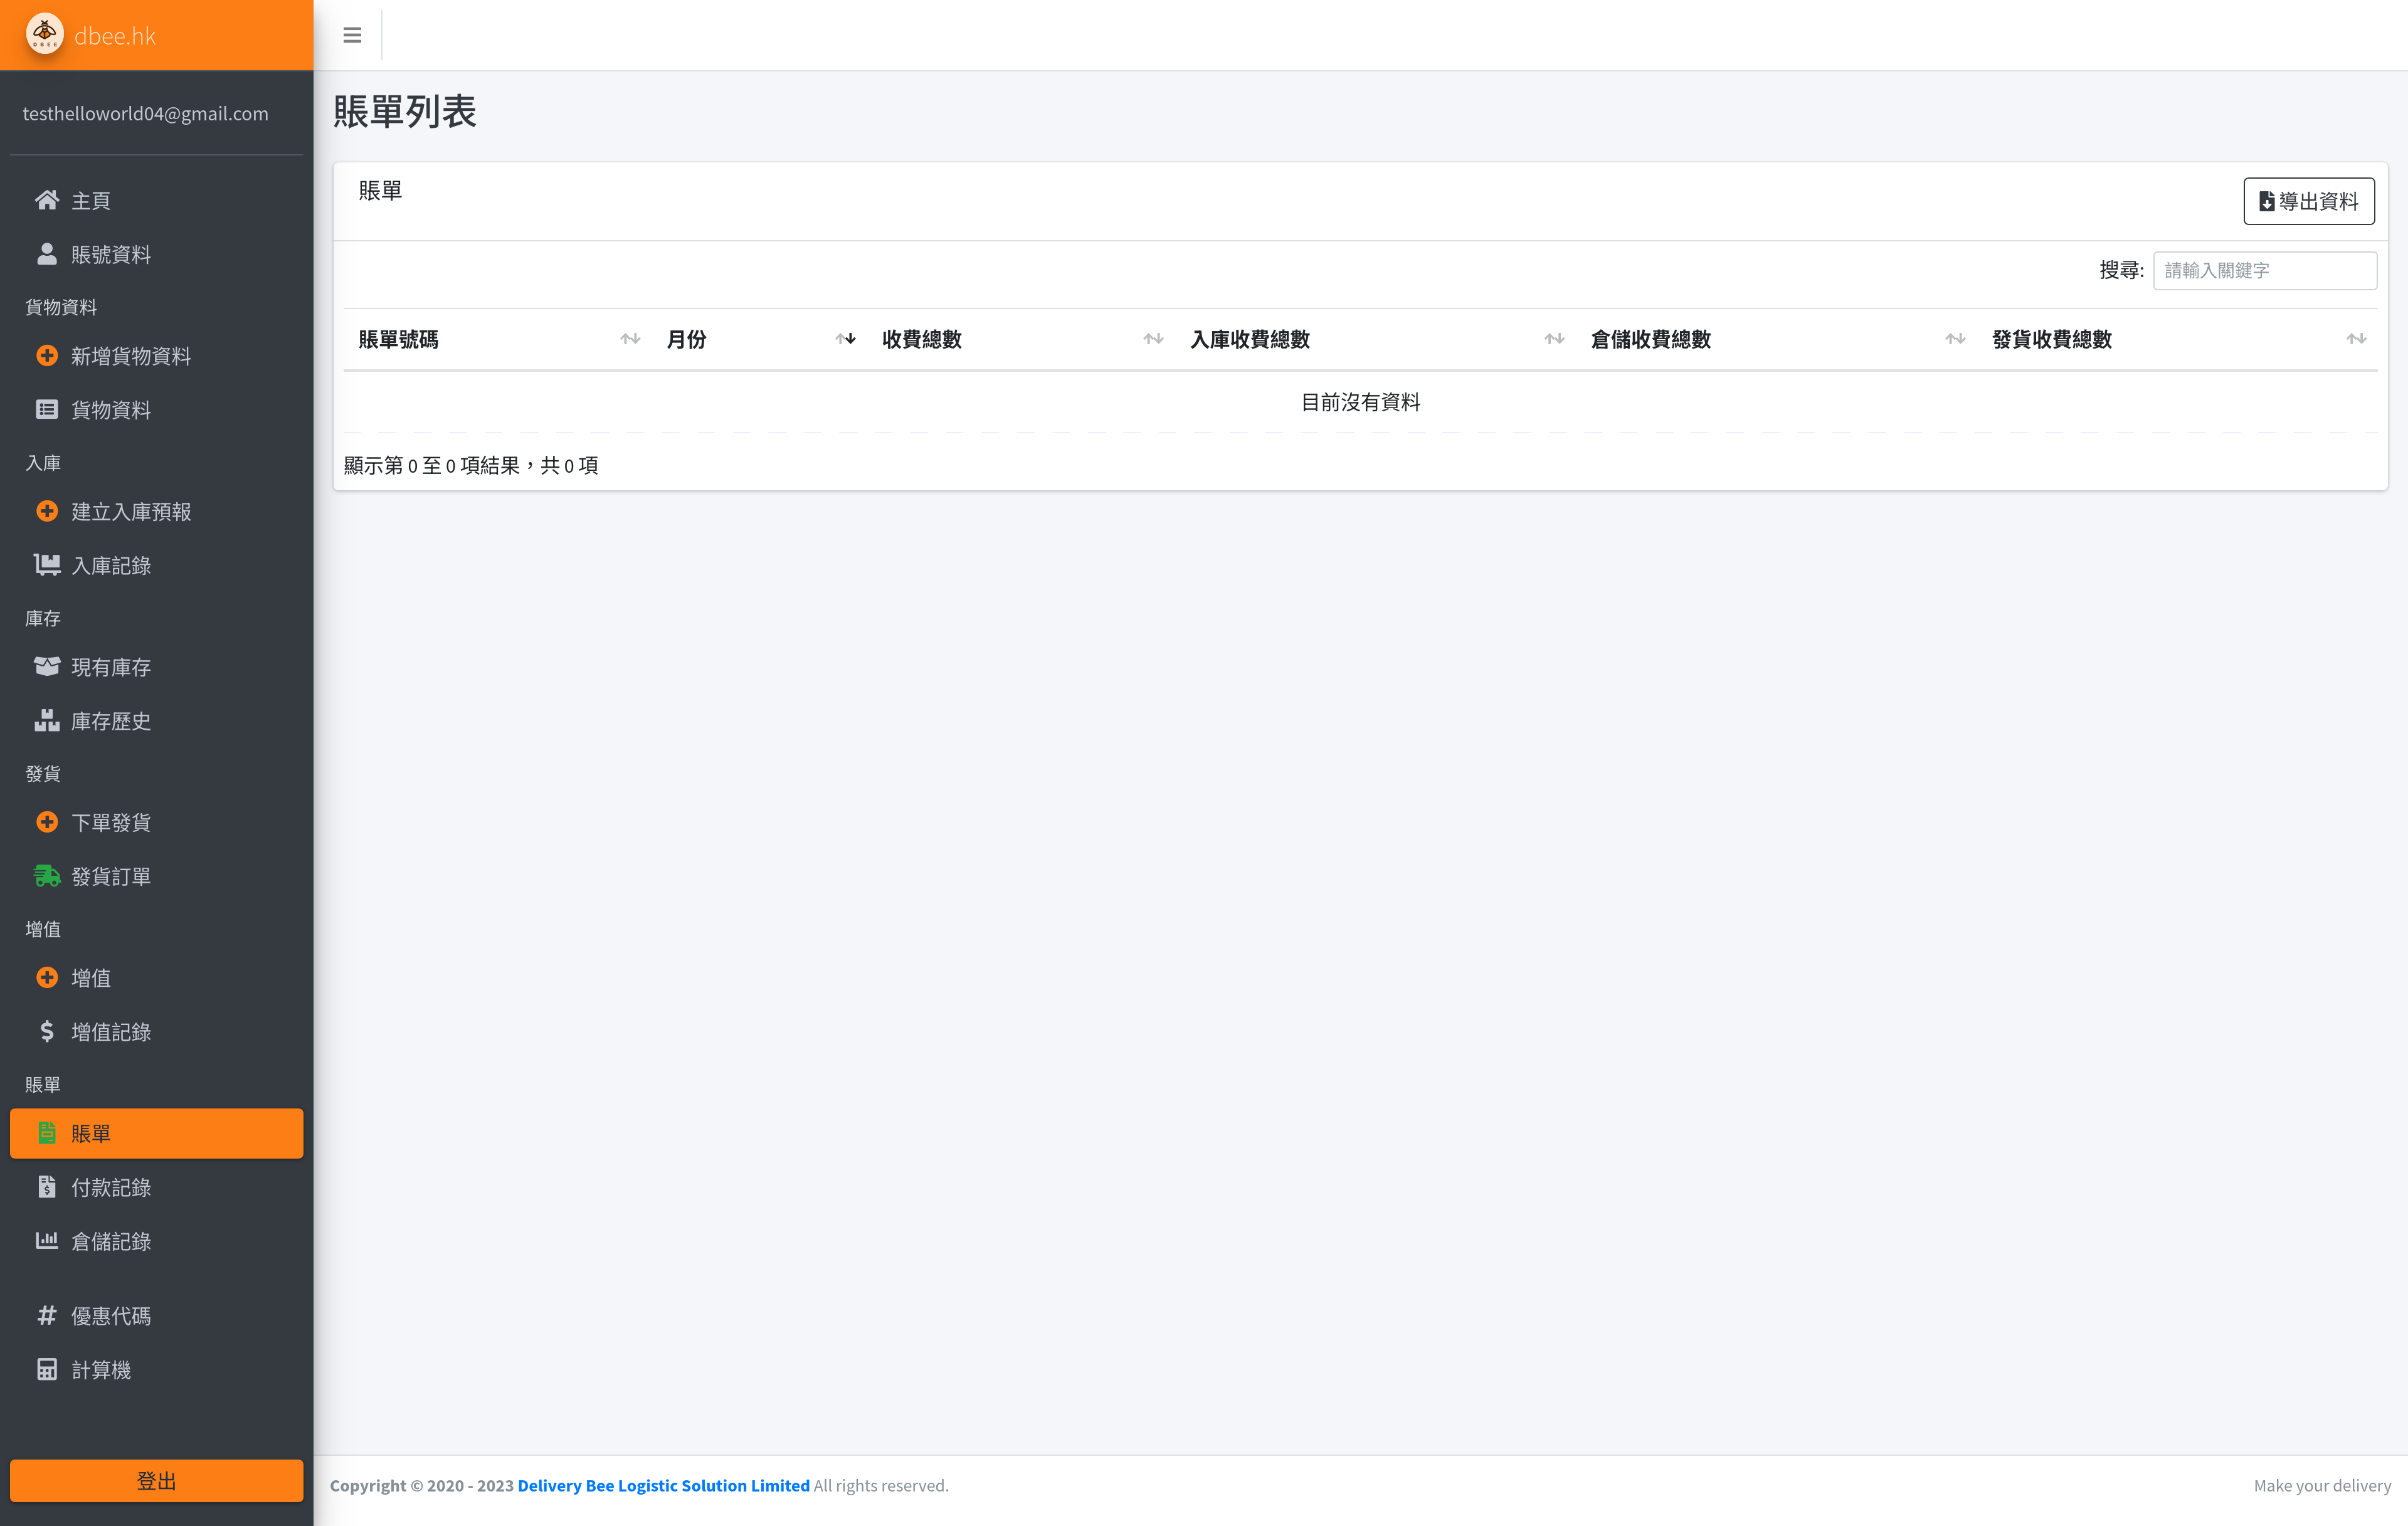 DBEE
dbee.hk
testhelloworld04@gmail.com
主頁
賬號資料
貨物資料
新增貨物資料
貨物資料
入庫
建立入庫預報
入庫記錄
庫存
現有庫存
庫存歷史
發貨
下單發貨
發貨訂單
增值
增值
增值記錄
賬單
賬單
付款記錄
倉儲記錄
優惠代碼
計算機
登出
賬單列表
賬單
導出資料
搜尋: 請輸入關鍵字
賬單號碼 月份 收費總數 入庫收費總數 倉儲收費總數 發貨收費總數
目前沒有資料
顯示第 0 至 0 項結果，共 0 項
Copyright © 2020 - 2023 Delivery Bee Logistic Solution Limited All rights reserved.
Make your delivery